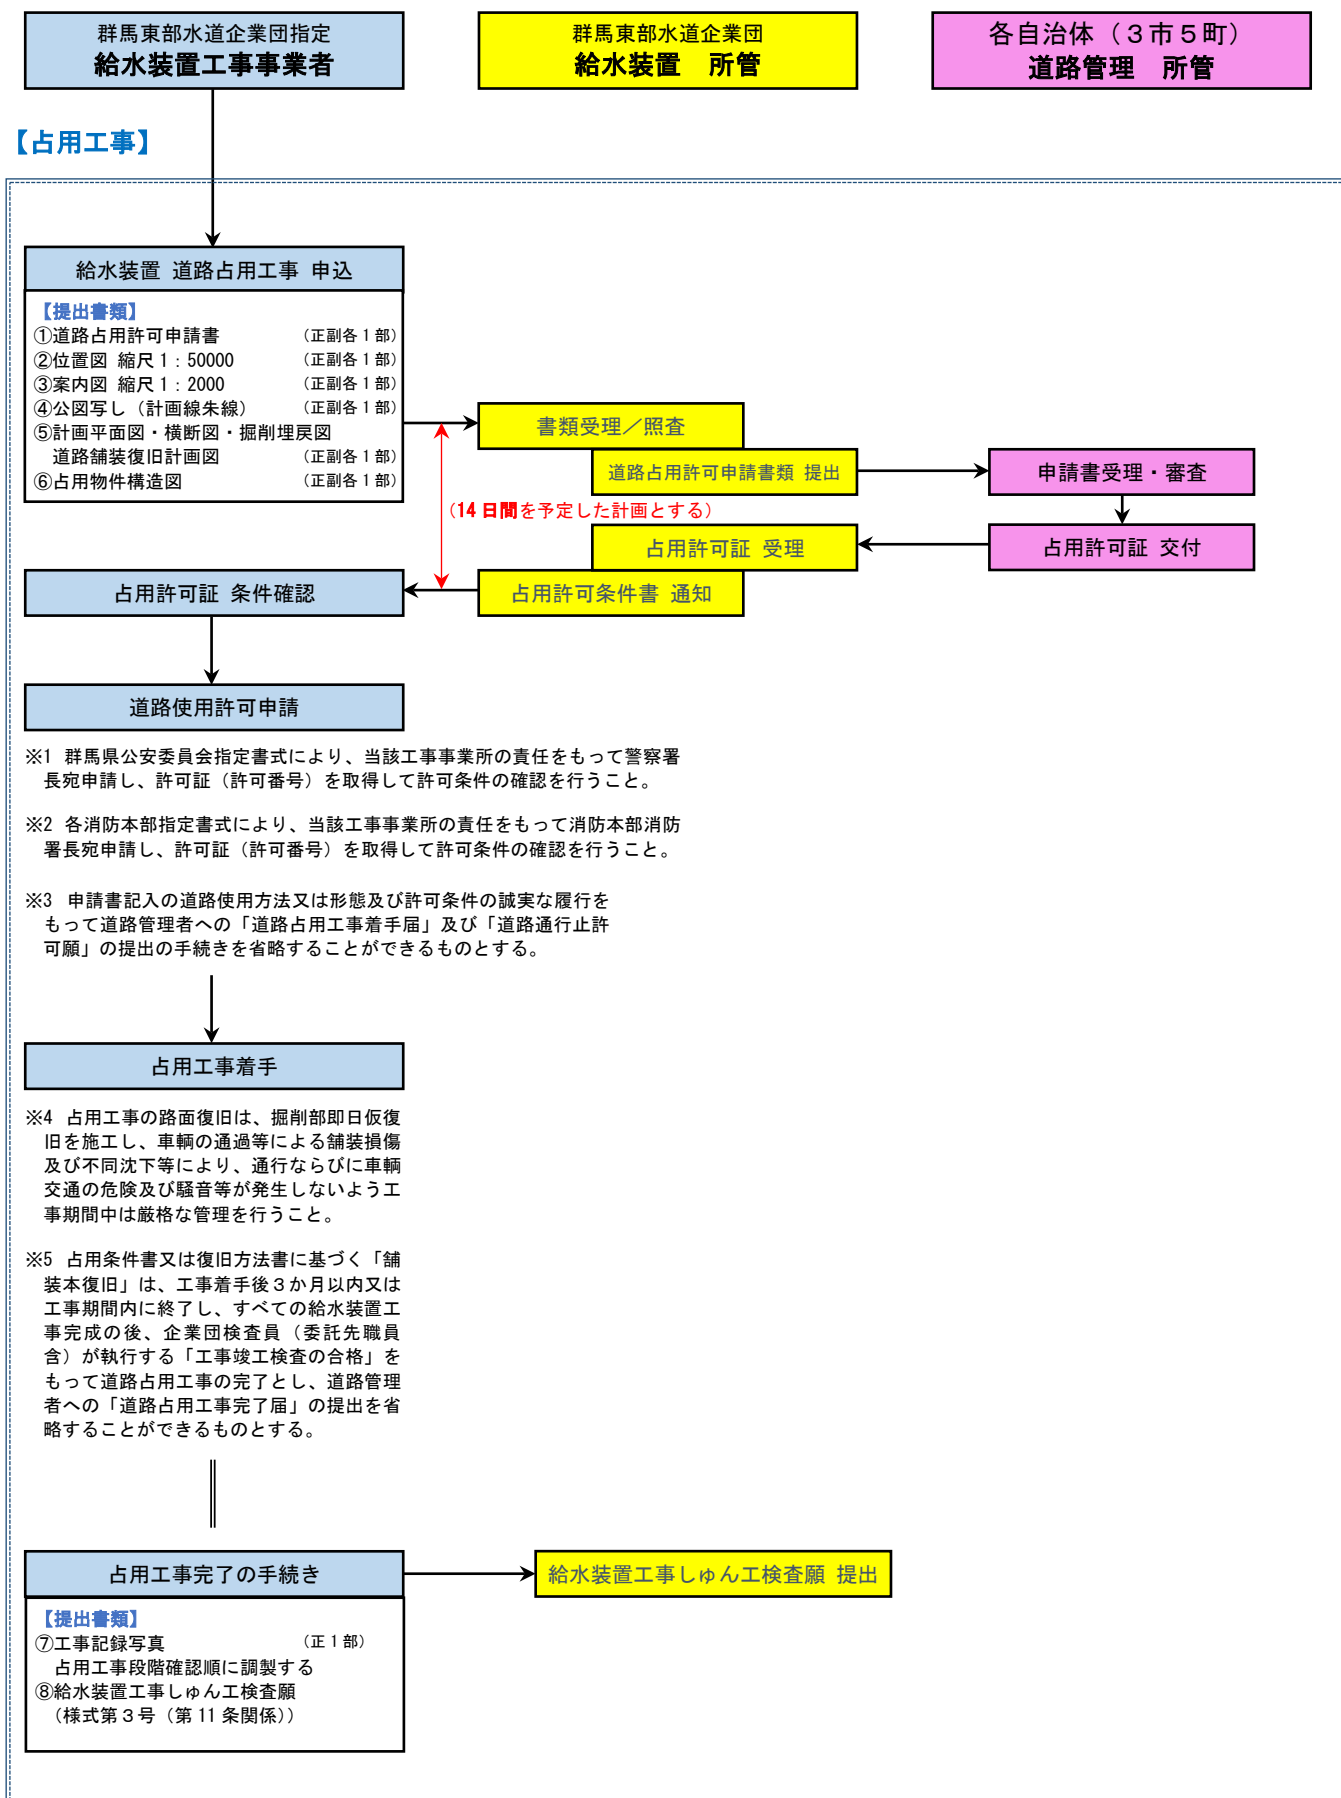 群馬東部水道企業団指定
給水装置工事事業者
群馬東部水道企業団
給水装置　所管
各自治体（３市５町）
道路管理　所管
【占用工事】
給水装置 道路占用工事 申込
【提出書類】
①道路占用許可申請書　（正副各１部）
②位置図 縮尺１：50000　（正副各１部）
③案内図 縮尺１：2000　（正副各１部）
④公図写し（計画線朱線）　（正副各１部）
⑤計画平面図・横断図・掘削埋戻図
道路舗装復旧計画図　（正副各１部）
⑥占用物件構造図　（正副各１部）
書類受理／照査
道路占用許可申請書類 提出
申請書受理・審査
（14日間を予定した計画とする）
占用許可証 受理
占用許可証 交付
占用許可証 条件確認
占用許可条件書 通知
道路使用許可申請
※1 群馬県公安委員会指定書式により、当該工事事業所の責任をもって警察署
長宛申請し、許可証（許可番号）を取得して許可条件の確認を行うこと。
※2 各消防本部指定書式により、当該工事事業所の責任をもって消防本部消防
署長宛申請し、許可証（許可番号）を取得して許可条件の確認を行うこと。
※3 申請書記入の道路使用方法又は形態及び許可条件の誠実な履行を
もって道路管理者への「道路占用工事着手届」及び「道路通行止許
可願」の提出の手続きを省略することができるものとする。
占用工事着手
※4 占用工事の路面復旧は、掘削部即日仮復
旧を施工し、車輌の通過等による舗装損傷
及び不同沈下等により、通行ならびに車輌
交通の危険及び騒音等が発生しないよう工
事期間中は厳格な管理を行うこと。
※5 占用条件書又は復旧方法書に基づく「舗
装本復旧」は、工事着手後３か月以内又は
工事期間内に終了し、すべての給水装置工
事完成の後、企業団検査員（委託先職員
含）が執行する「工事竣工検査の合格」を
もって道路占用工事の完了とし、道路管理
者への「道路占用工事完了届」の提出を省
略することができるものとする。
占用工事完了の手続き
給水装置工事しゅん工検査願 提出
【提出書類】
⑦工事記録写真　（正１部）
占用工事段階確認順に調製する
⑧給水装置工事しゅん工検査願
（様式第３号（第11条関係））